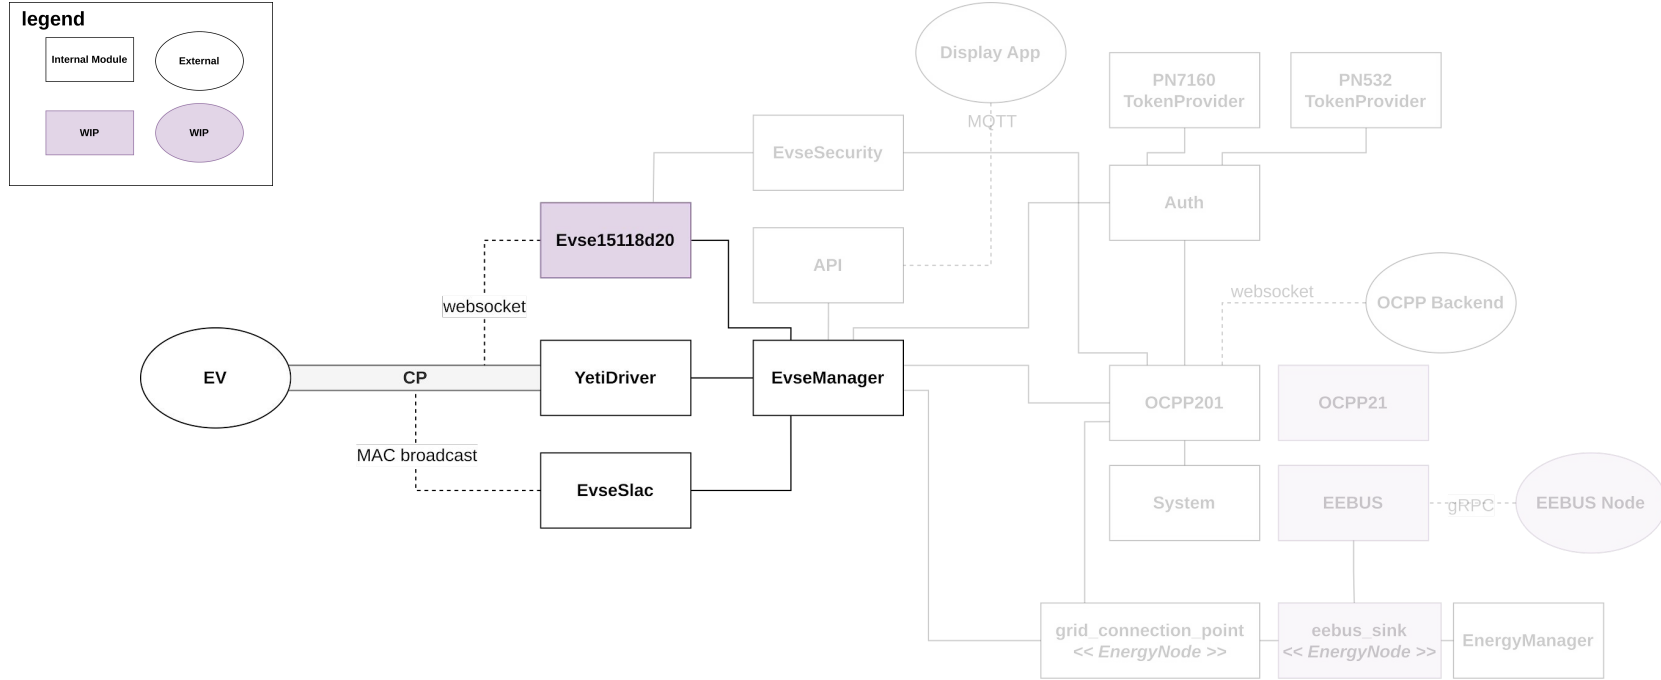 legend
Internal Module
External
WIP
WIP
Display App
MQTT
PN7160
TokenProvider
PN532
TokenProvider
EvseSecurity
Auth
Evse15118d20
API
websocket
websocket
OCPP Backend
EV
CP
YetiDriver
EvseManager
OCPP201
OCPP21
MAC broadcast
EvseSlac
System
EEBUS
gRPC
EEBUS Node
grid_connection_point
<< EnergyNode >>
eebus_sink
<< EnergyNode >>
EnergyManager